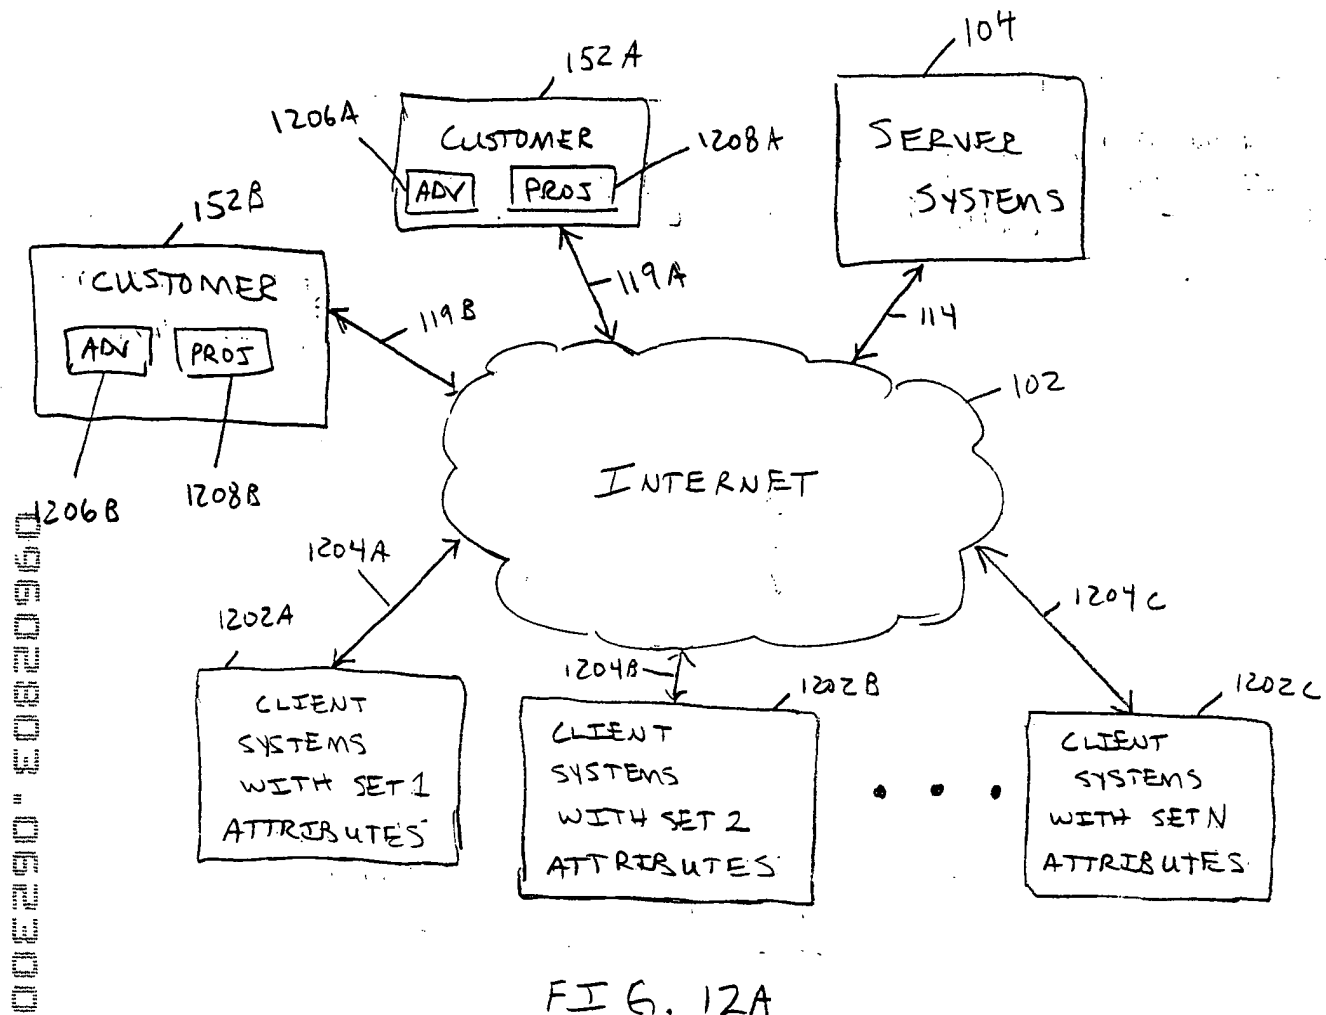 104
152A
1206A
CUSTOMER
1208A
ADV
PROJ
SERVER
SYSTEMS
152B
CUSTOMER
119A
119B
114
ADV
PROJ
102
INTERNET
1206B
1208B
1204A
1204C
1202A
1204B
1202B
1202C
CLIENT
SYSTEMS
WITH SET 1
ATTRIBUTES
CLIENT
SYSTEMS
WITH SET 2
ATTRIBUTES
• • •
CLIENT
SYSTEMS
WITH SET N
ATTRIBUTES
09602803.062300
FIG. 12A